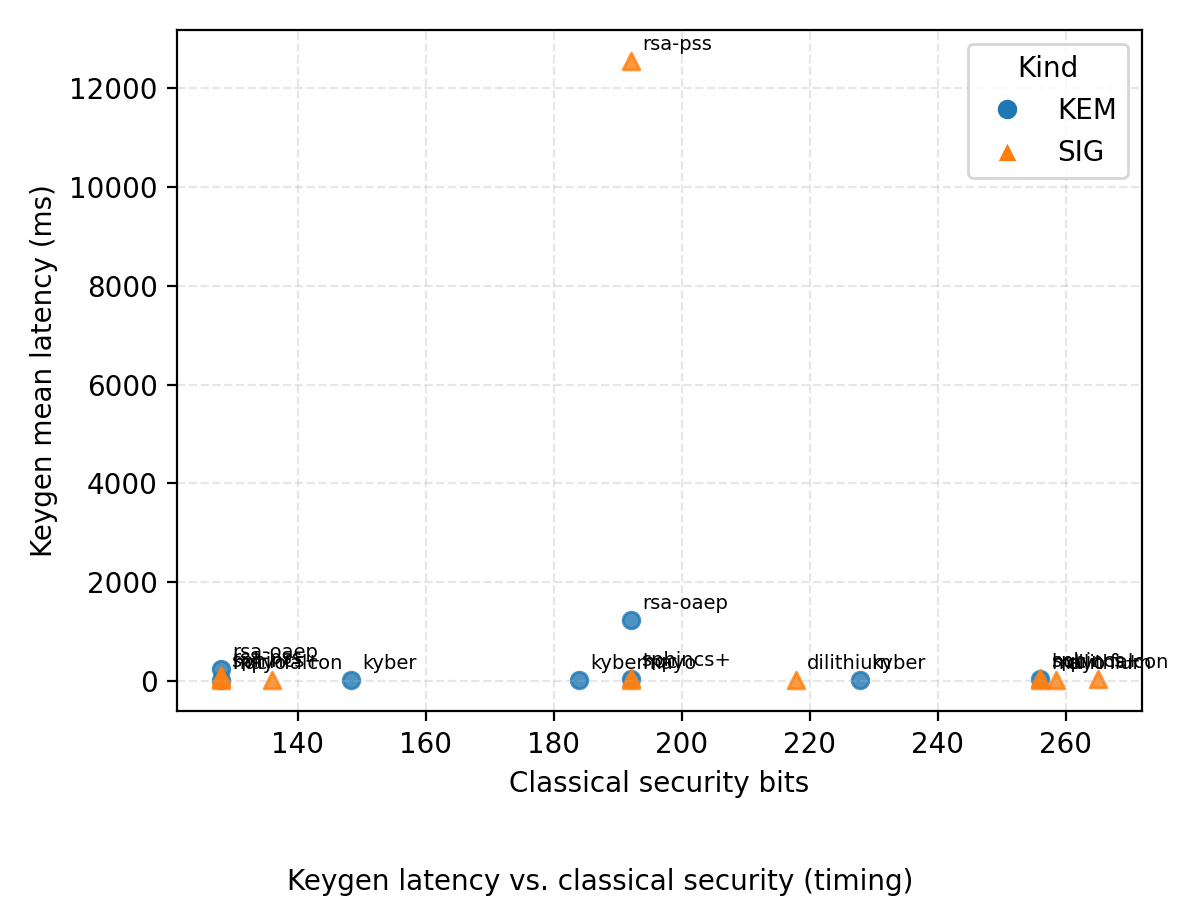 rsa-pss
Kind
KEM
SIG
12000
10000
8000
6000
4000
2000
0
Keygen mean latency (ms)
rsa-oaep
rsa-oaep
kyber
kyber
sphincs+
dilithium
kyber
140
160
180
200
220
240
260
Classical security bits
Keygen latency vs. classical security (timing)